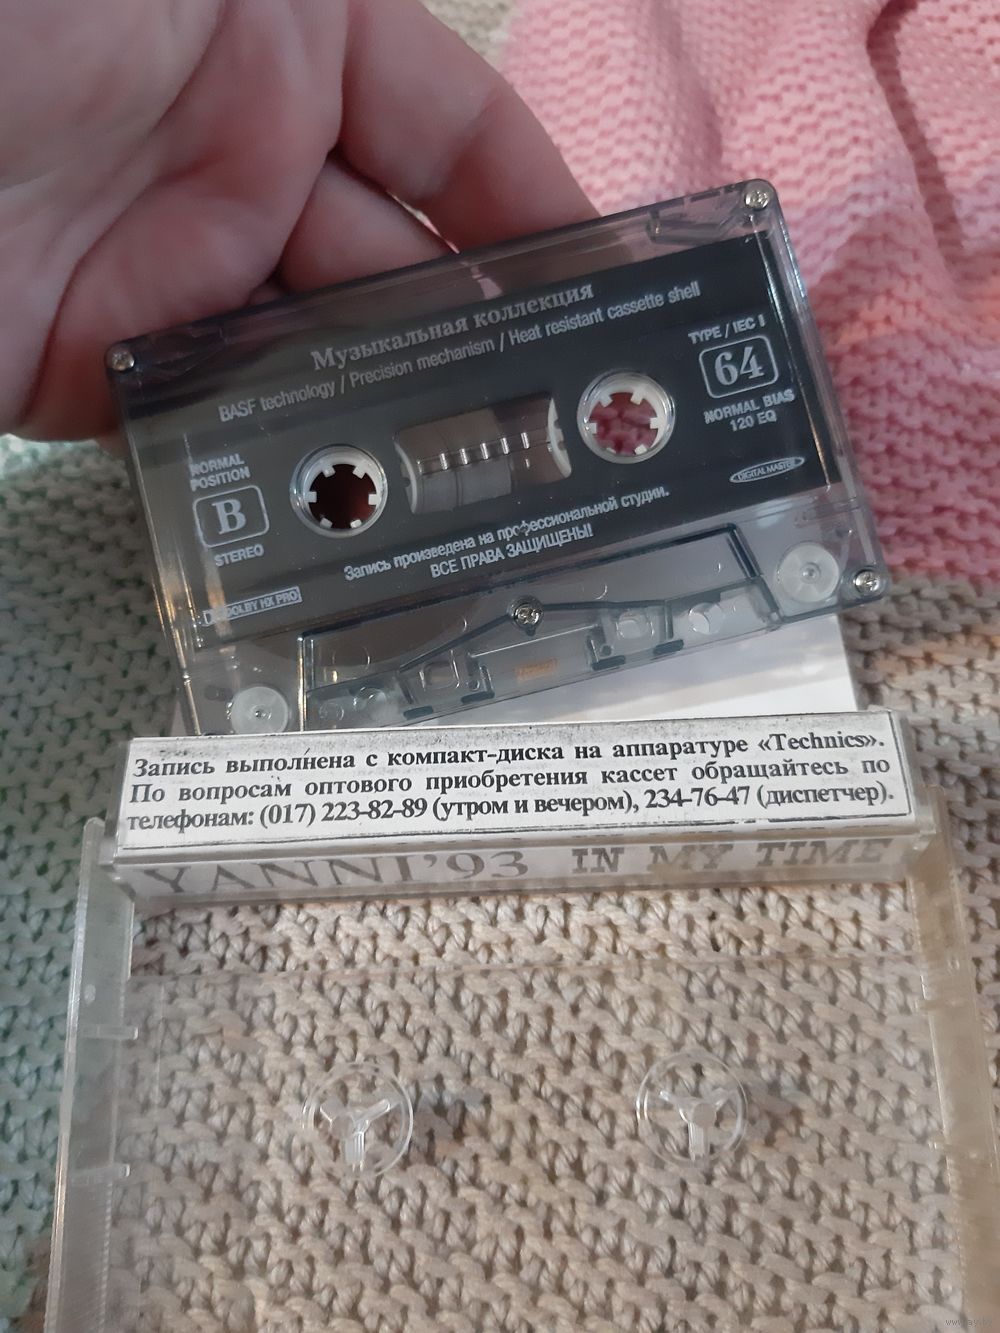 Музыкальная коллекция
BASF technology / Precision mechanism / Heat resistant cassette shell
TYPE / IEC I
64
NORMAL BIAS
120 EQ
DIGITAL MASTER
NORMAL
POSITION
B
STEREO
DOLBY HX PRO
Запись произведена на профессиональной студии.
ВСЕ ПРАВА ЗАЩИЩЕНЫ!
Запись выполнена с компакт-диска на аппаратуре «Technics».
По вопросам оптового приобретения кассет обращайтесь по
телефонам: (017) 223-82-89 (утром и вечером), 234-76-47 (диспетчер).
YANNI'93 IN MY TIME